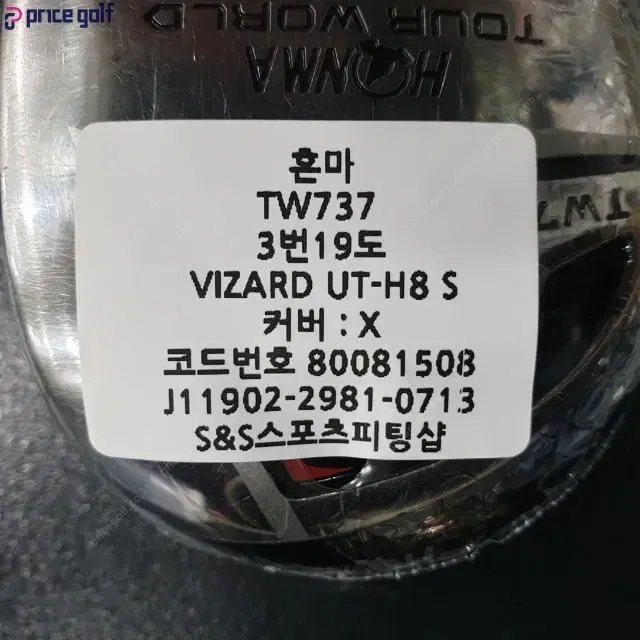 price golf
HONMA
TOUR WORLD
혼마
TW737
3번19도
VIZARD UT-H8 S
커버 : X
코드번호 80081508
J11902-2981-0713
S&S스포츠피팅샵
TW7